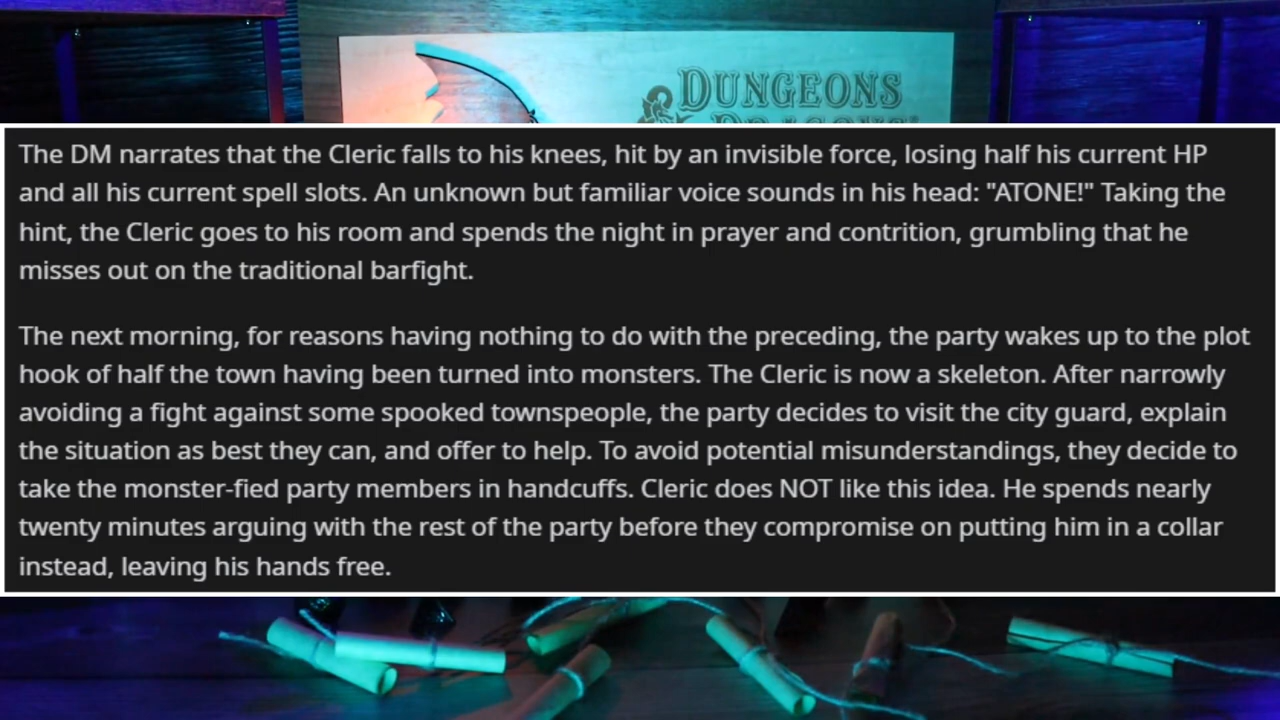 DUNGEONS
DRAGONS
The DM narrates that the Cleric falls to his knees, hit by an invisible force, losing half his current HP
and all his current spell slots. An unknown but familiar voice sounds in his head: "ATONE!" Taking the
hint, the Cleric goes to his room and spends the night in prayer and contrition, grumbling that he
misses out on the traditional barfight.
The next morning, for reasons having nothing to do with the preceding, the party wakes up to the plot
hook of half the town having been turned into monsters. The Cleric is now a skeleton. After narrowly
avoiding a fight against some spooked townspeople, the party decides to visit the city guard, explain
the situation as best they can, and offer to help. To avoid potential misunderstandings, they decide to
take the monster-fied party members in handcuffs. Cleric does NOT like this idea. He spends nearly
twenty minutes arguing with the rest of the party before they compromise on putting him in a collar
instead, leaving his hands free.